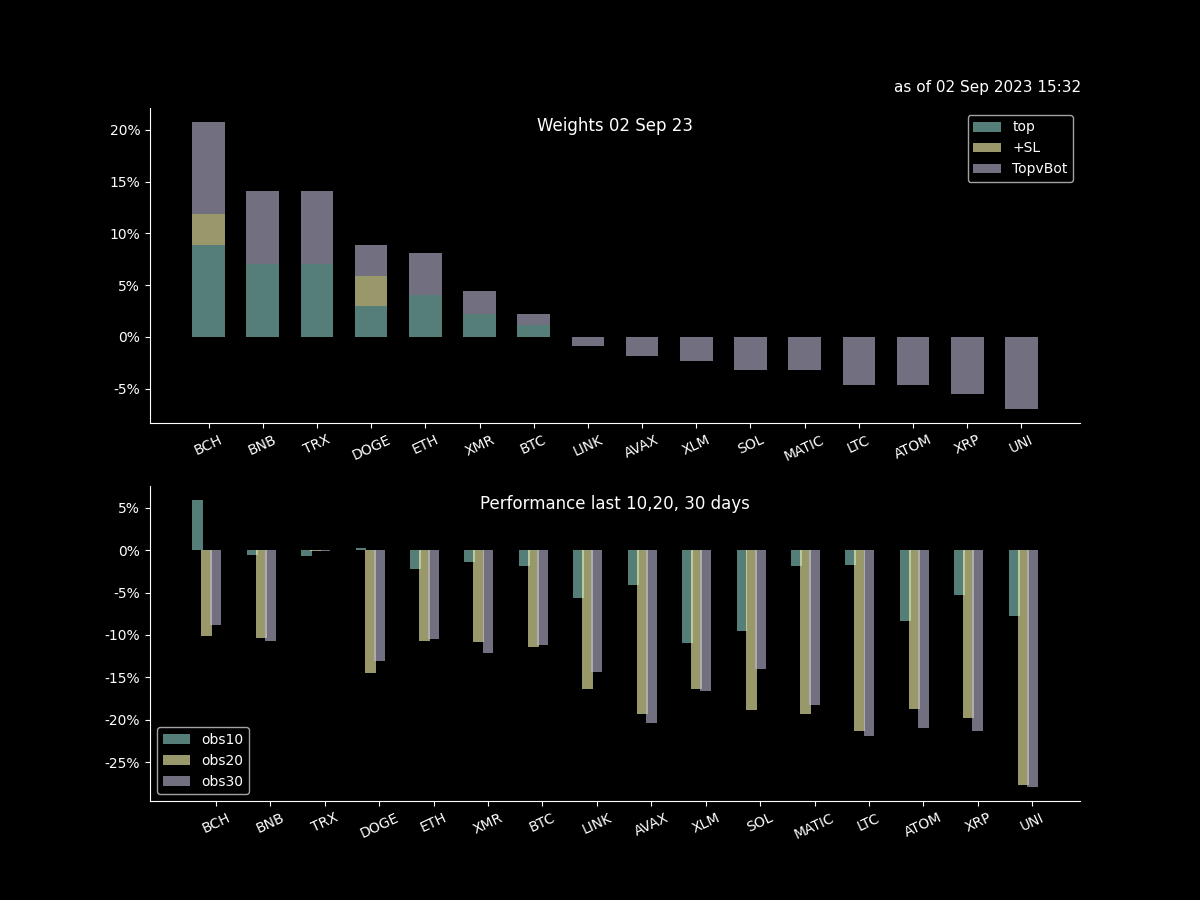 as of 02 Sep 2023 15:32
Weights 02 Sep 23
top
+SL
TopvBot
20%
15%
10%
5%
0%
-5%
BCH BNB TRX DOGE ETH XMR BTC LINK AVAX XLM SOL MATIC LTC ATOM XRP UNI
Performance last 10,20, 30 days
5%
0%
-5%
-10%
-15%
-20%
-25%
obs10
obs20
obs30
BCH BNB TRX DOGE ETH XMR BTC LINK AVAX XLM SOL MATIC LTC ATOM XRP UNI